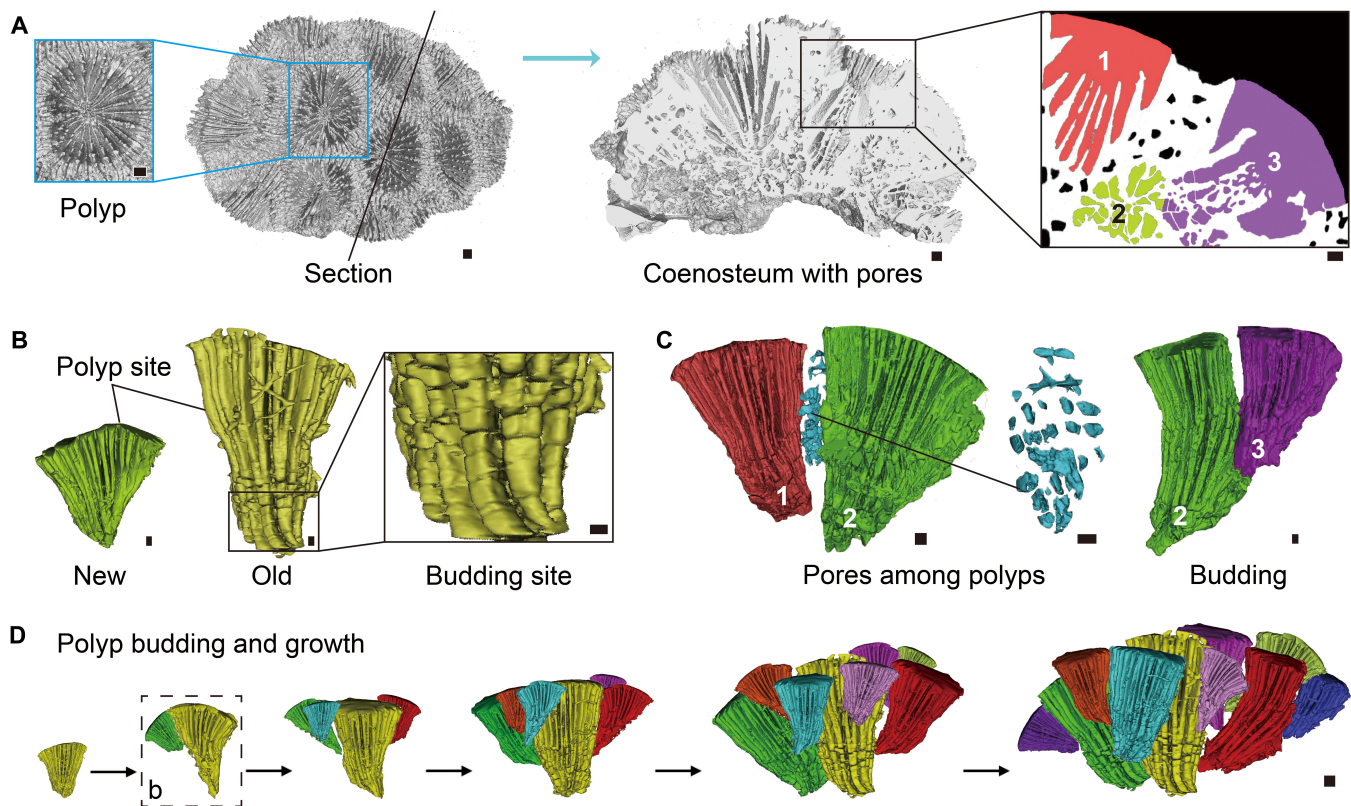 A
Polyp
Section
Coenosteum with pores
1
2
3
B
Polyp site
New
Old
Budding site
C
1
2
Pores among polyps
2
3
Budding
D
Polyp budding and growth
b